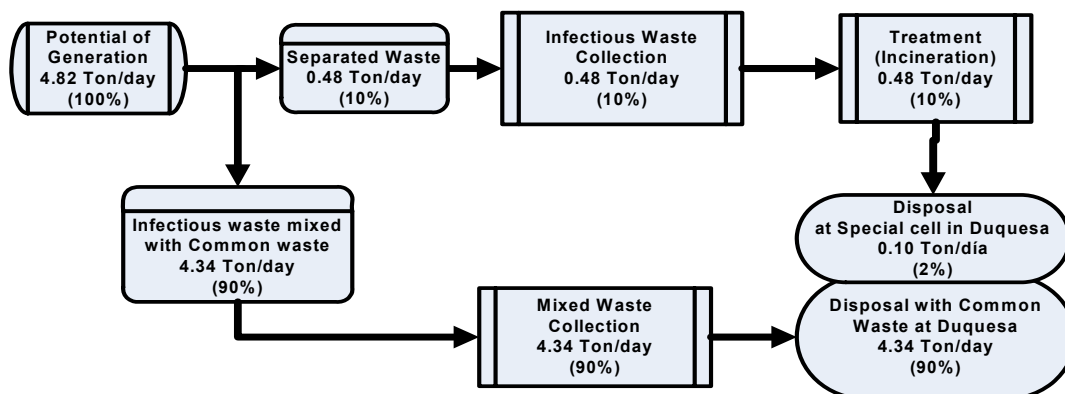 Potential of
Generation
4.82 Ton/day
(100%)
Separated Waste
0.48 Ton/day
(10%)
Infectious Waste
Collection
0.48 Ton/day
(10%)
Treatment
(Incineration)
0.48 Ton/day
(10%)
Infectious waste mixed
with Common waste
4.34 Ton/day
(90%)
Disposal
at Special cell in Duquesa
0.10 Ton/día
(2%)
Mixed Waste
Collection
4.34 Ton/day
(90%)
Disposal with Common
Waste at Duquesa
4.34 Ton/day
(90%)